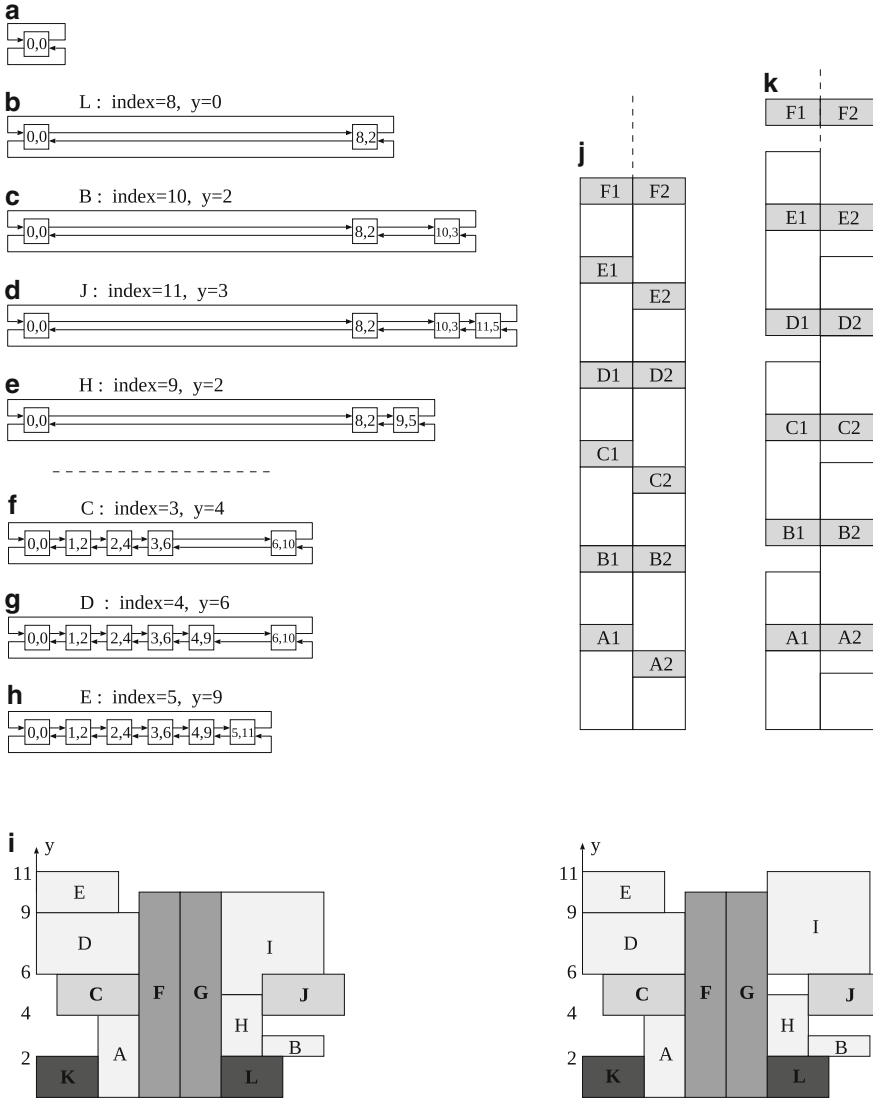 a
0,0
b L : index=8, y=0
0,0 8,2
c B : index=10, y=2
0,0 8,2 10,3
d J : index=11, y=3
0,0 8,2 10,3 11,5
e H : index=9, y=2
0,0 8,2 9,5
f C : index=3, y=4
0,0 1,2 2,4 3,6 6,10
g D : index=4, y=6
0,0 1,2 2,4 3,6 4,9 6,10
h E : index=5, y=9
0,0 1,2 2,4 3,6 4,9 5,11
j
F1 F2
E1
E2
D1 D2
C1
C2
B1 B2
A1
A2
k
F1 F2
E1 E2
D1 D2
C1 C2
B1 B2
A1 A2
i
y
11
E
9
D
I
6
C F G J
4
H
A
B
2
K L
y
11
E
9
I
D
6
C F G J
4
H
A
B
2
K L